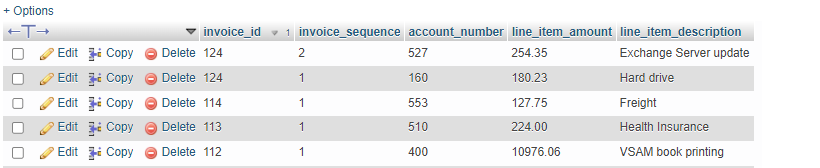 + Options
←T→ invoice_id 1 invoice_sequence account_number line_item_amount line_item_description
Edit Copy Delete 124 2 527 254.35 Exchange Server update
Edit Copy Delete 124 1 160 180.23 Hard drive
Edit Copy Delete 114 1 553 127.75 Freight
Edit Copy Delete 113 1 510 224.00 Health Insurance
Edit Copy Delete 112 1 400 10976.06 VSAM book printing